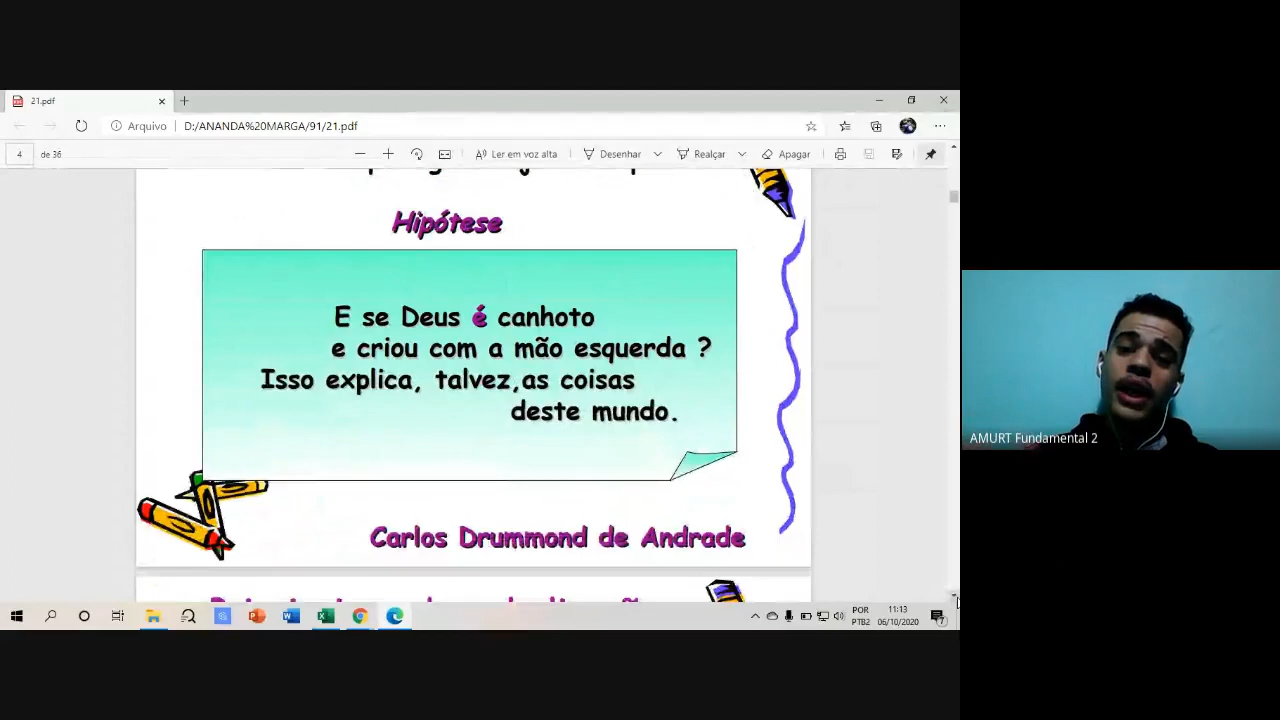 21.pdf
Arquivo
D:/ANANDA%20MARGA/91/21.pdf
4 de 36
Ler em voz alta
Desenhar
Realçar
Apagar
Hipótese
E se Deus é canhoto
e criou com a mão esquerda ?
Isso explica, talvez,as coisas
deste mundo.
Carlos Drummond de Andrade
AMURT Fundamental 2
POR
PTB2
11:13
06/10/2020
7